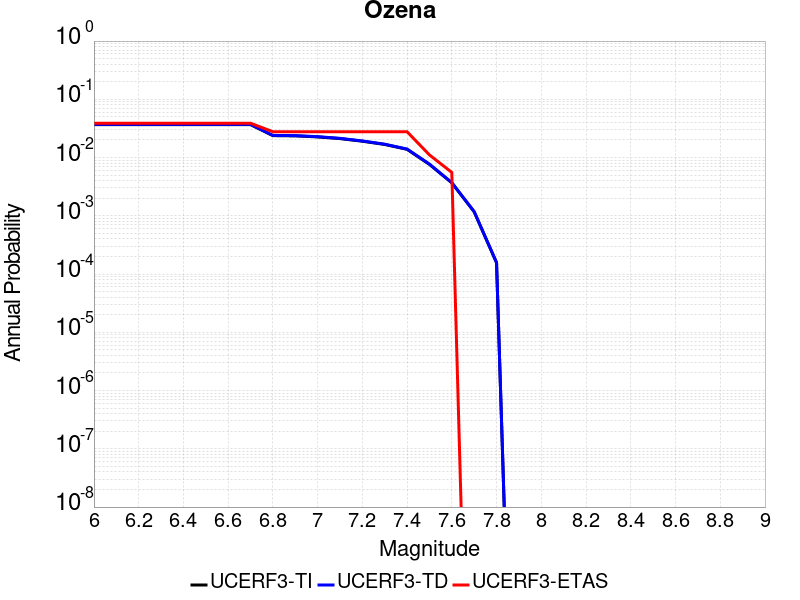 Ozena
10^0
10^-1
10^-2
10^-3
10^-4
10^-5
10^-6
10^-7
10^-8
Annual Probability
6 6.2 6.4 6.6 6.8 7 7.2 7.4 7.6 7.8 8 8.2 8.4 8.6 8.8 9
Magnitude
UCERF3-TI UCERF3-TD UCERF3-ETAS